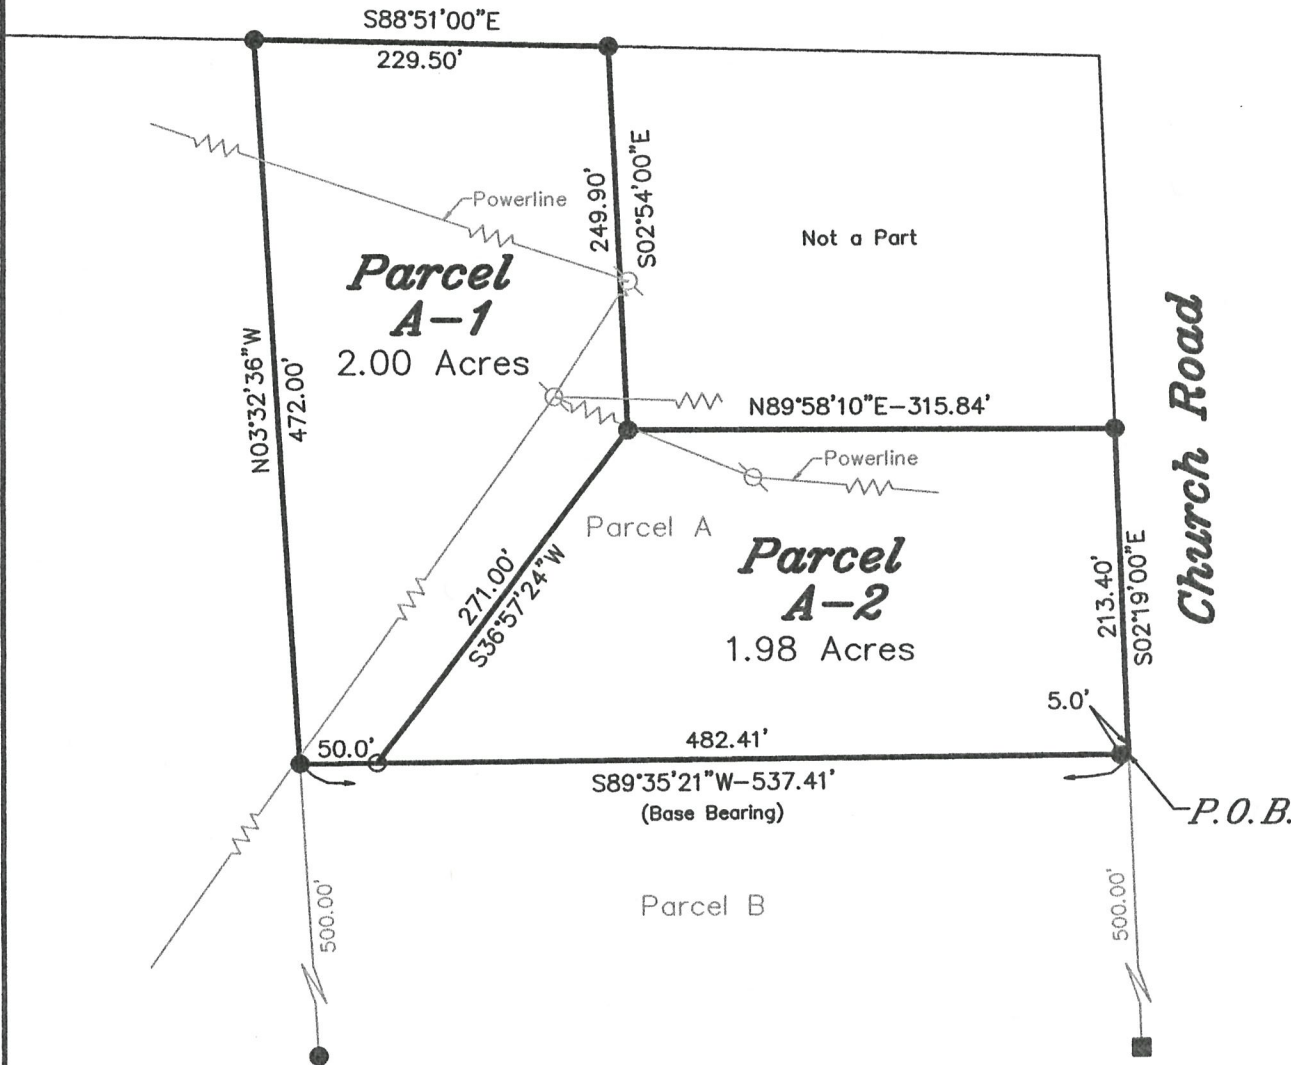 S88°51'00"E
229.50'
249.90'
S02°54'00"E
Powerline
Not a Part
Parcel
A-1
2.00 Acres
N03°32'36"W
472.00'
N89°58'10"E-315.84'
Church Road
Powerline
Parcel A
Parcel
A-2
1.98 Acres
271.00'
S36°57'24"W
213.40'
S02°19'00"E
5.0'
50.0'
482.41'
S89°35'21"W-537.41'
(Base Bearing)
P.O.B.
Parcel B
500.00'
500.00'